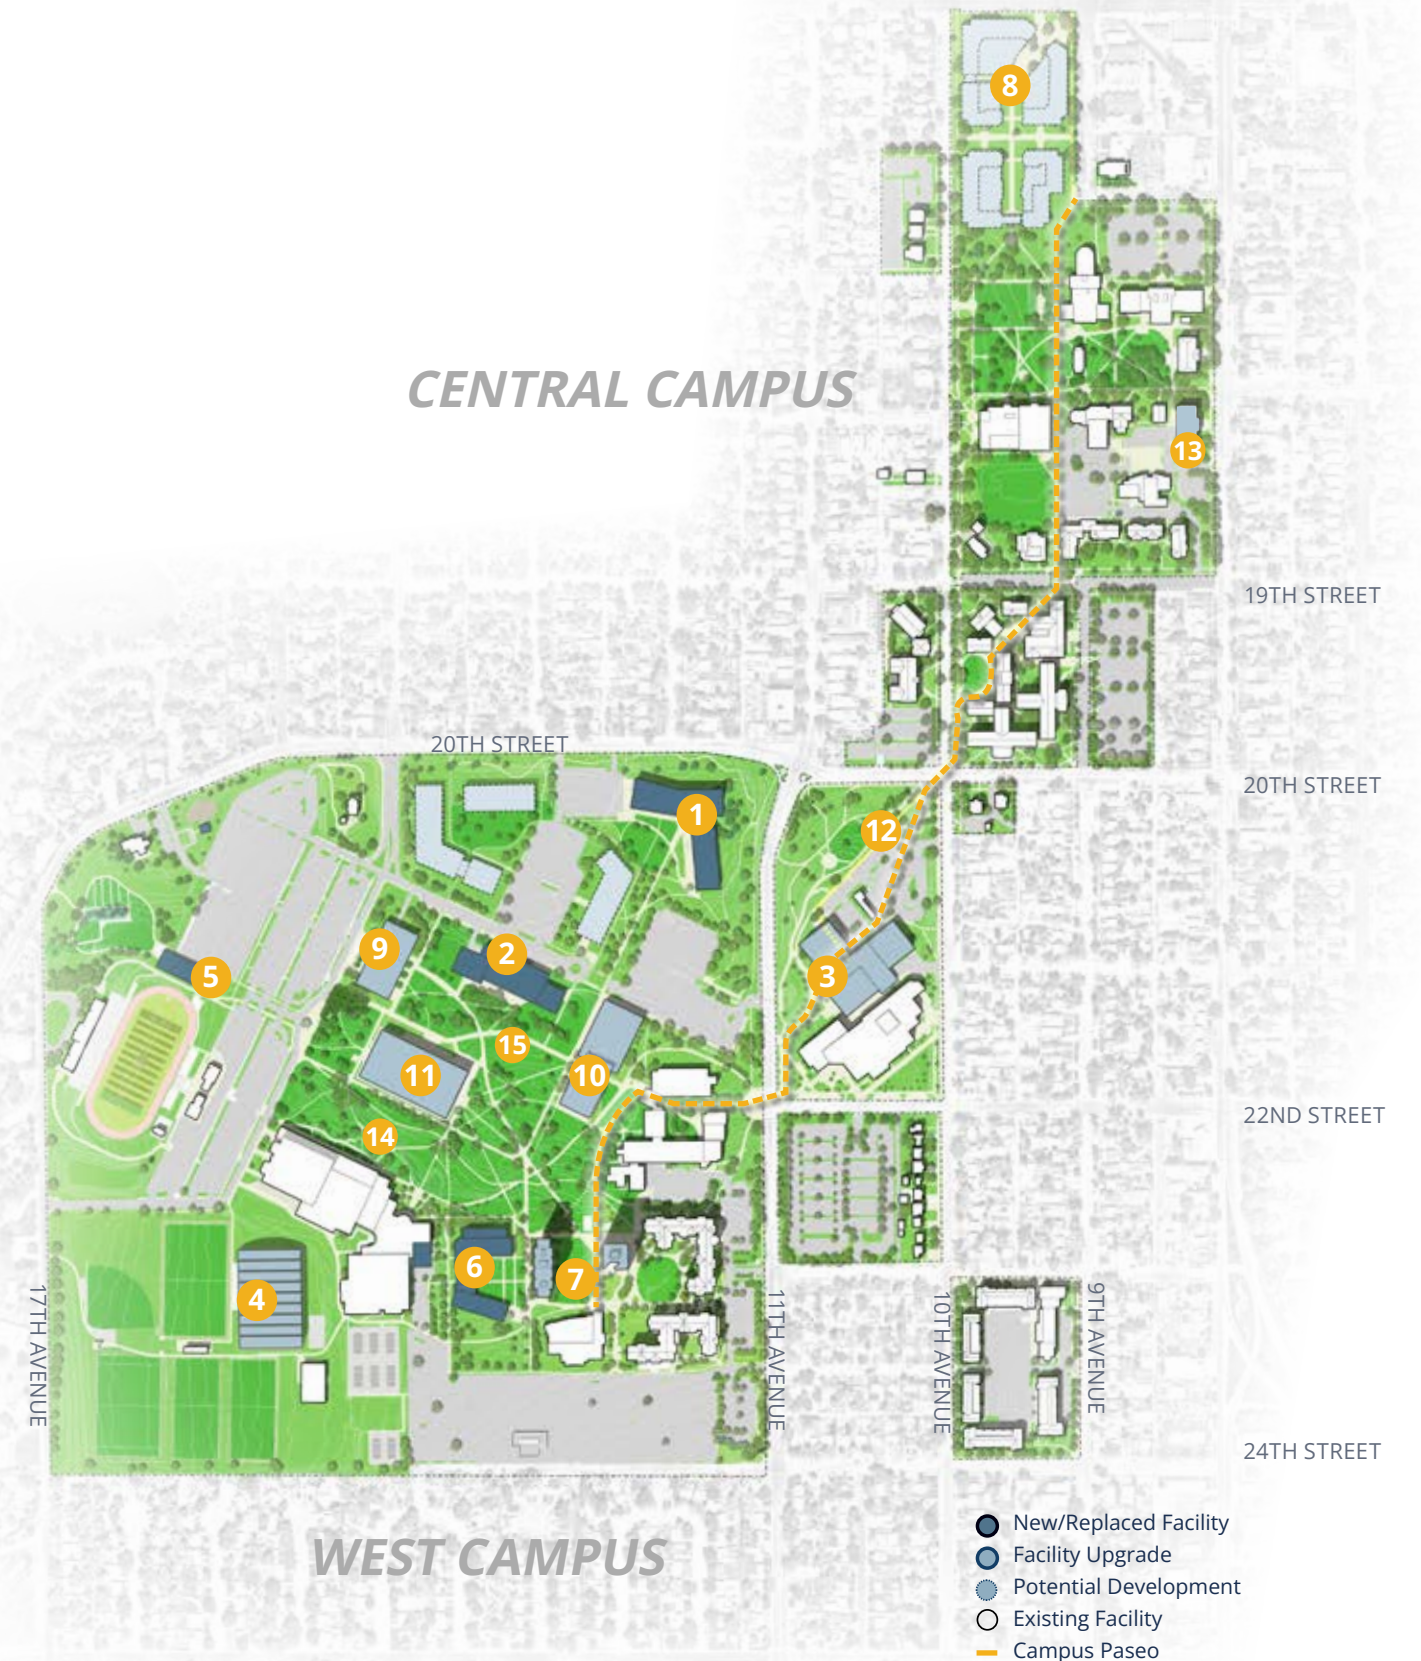 8
CENTRAL CAMPUS
13
19TH STREET
20TH STREET
20TH STREET
1
12
9
2
5
3
15
11
10
22ND STREET
14
6
7
4
17TH AVENUE
11TH AVENUE
10TH AVENUE
9TH AVENUE
24TH STREET
WEST CAMPUS
New/Replaced Facility
Facility Upgrade
Potential Development
Existing Facility
Campus Paseo